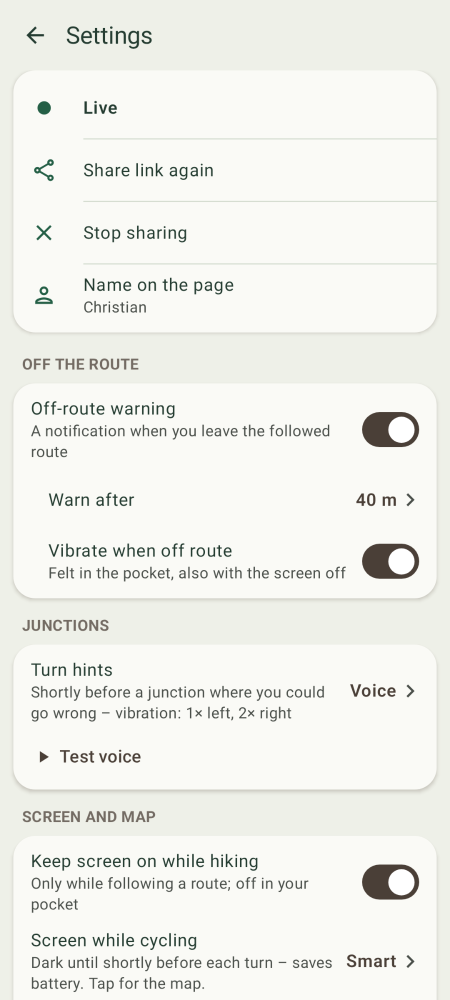 Settings
Live
Share link again
Stop sharing
Name on the page
Christian
OFF THE ROUTE
Off-route warning
A notification when you leave the followed
route
Warn after
40 m
Vibrate when off route
Felt in the pocket, also with the screen off
JUNCTIONS
Turn hints
Shortly before a junction where you could
go wrong – vibration: 1× left, 2× right
Voice
Test voice
SCREEN AND MAP
Keep screen on while hiking
Only while following a route; off in your
pocket
Screen while cycling
Dark until shortly before each turn – saves
battery. Tap for the map.
Smart